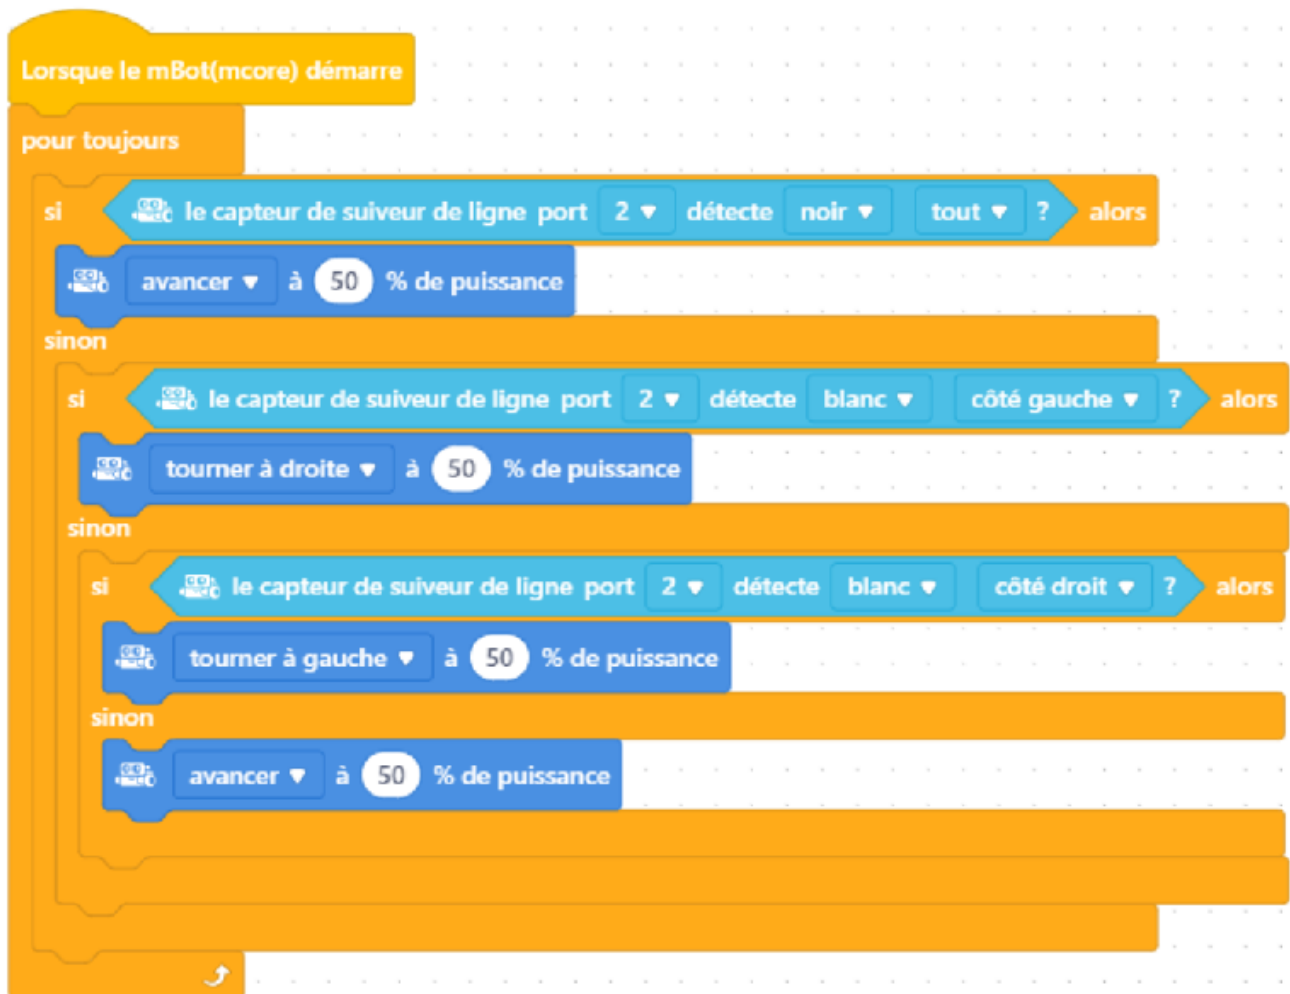 Lorsque le mBot(mcore) démarre
pour toujours
si le capteur de suiveur de ligne port 2 détecte noir tout ? alors
avancer à 50 % de puissance
sinon
si le capteur de suiveur de ligne port 2 détecte blanc côté gauche ? alors
tourner à droite à 50 % de puissance
sinon
si le capteur de suiveur de ligne port 2 détecte blanc côté droit ? alors
tourner à gauche à 50 % de puissance
sinon
avancer à 50 % de puissance